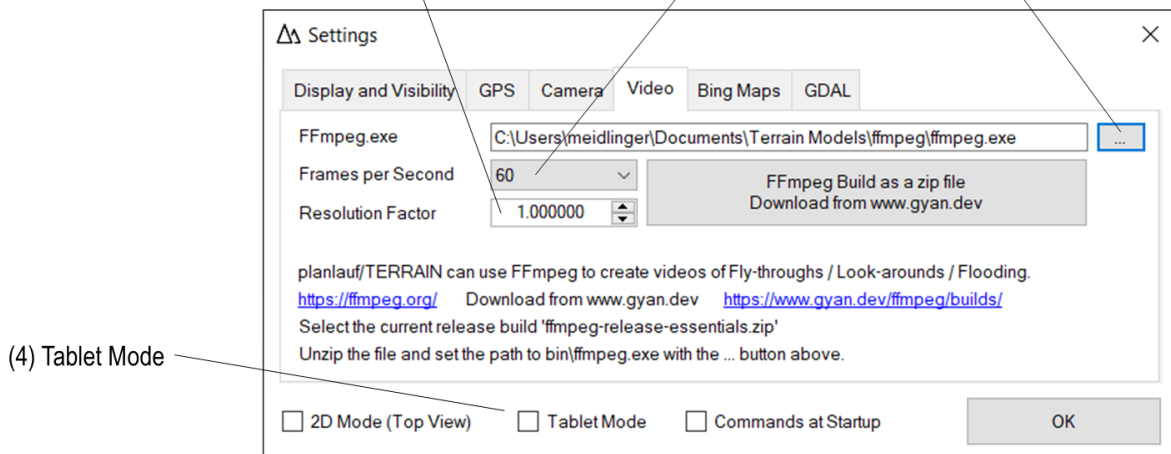 Settings
Display and Visibility GPS Camera Video Bing Maps GDAL
FFmpeg.exe C:\Users\meidlinger\Documents\Terrain Models\ffmpeg\ffmpeg.exe ...
Frames per Second 60
FFmpeg Build as a zip file
Download from www.gyan.dev
Resolution Factor 1.000000
planlauf/TERRAIN can use FFmpeg to create videos of Fly-throughs / Look-arounds / Flooding.
https://ffmpeg.org/ Download from www.gyan.dev https://www.gyan.dev/ffmpeg/builds/
Select the current release build 'ffmpeg-release-essentials.zip'
Unzip the file and set the path to bin\ffmpeg.exe with the ... button above.
(4) Tablet Mode
2D Mode (Top View) Tablet Mode Commands at Startup OK